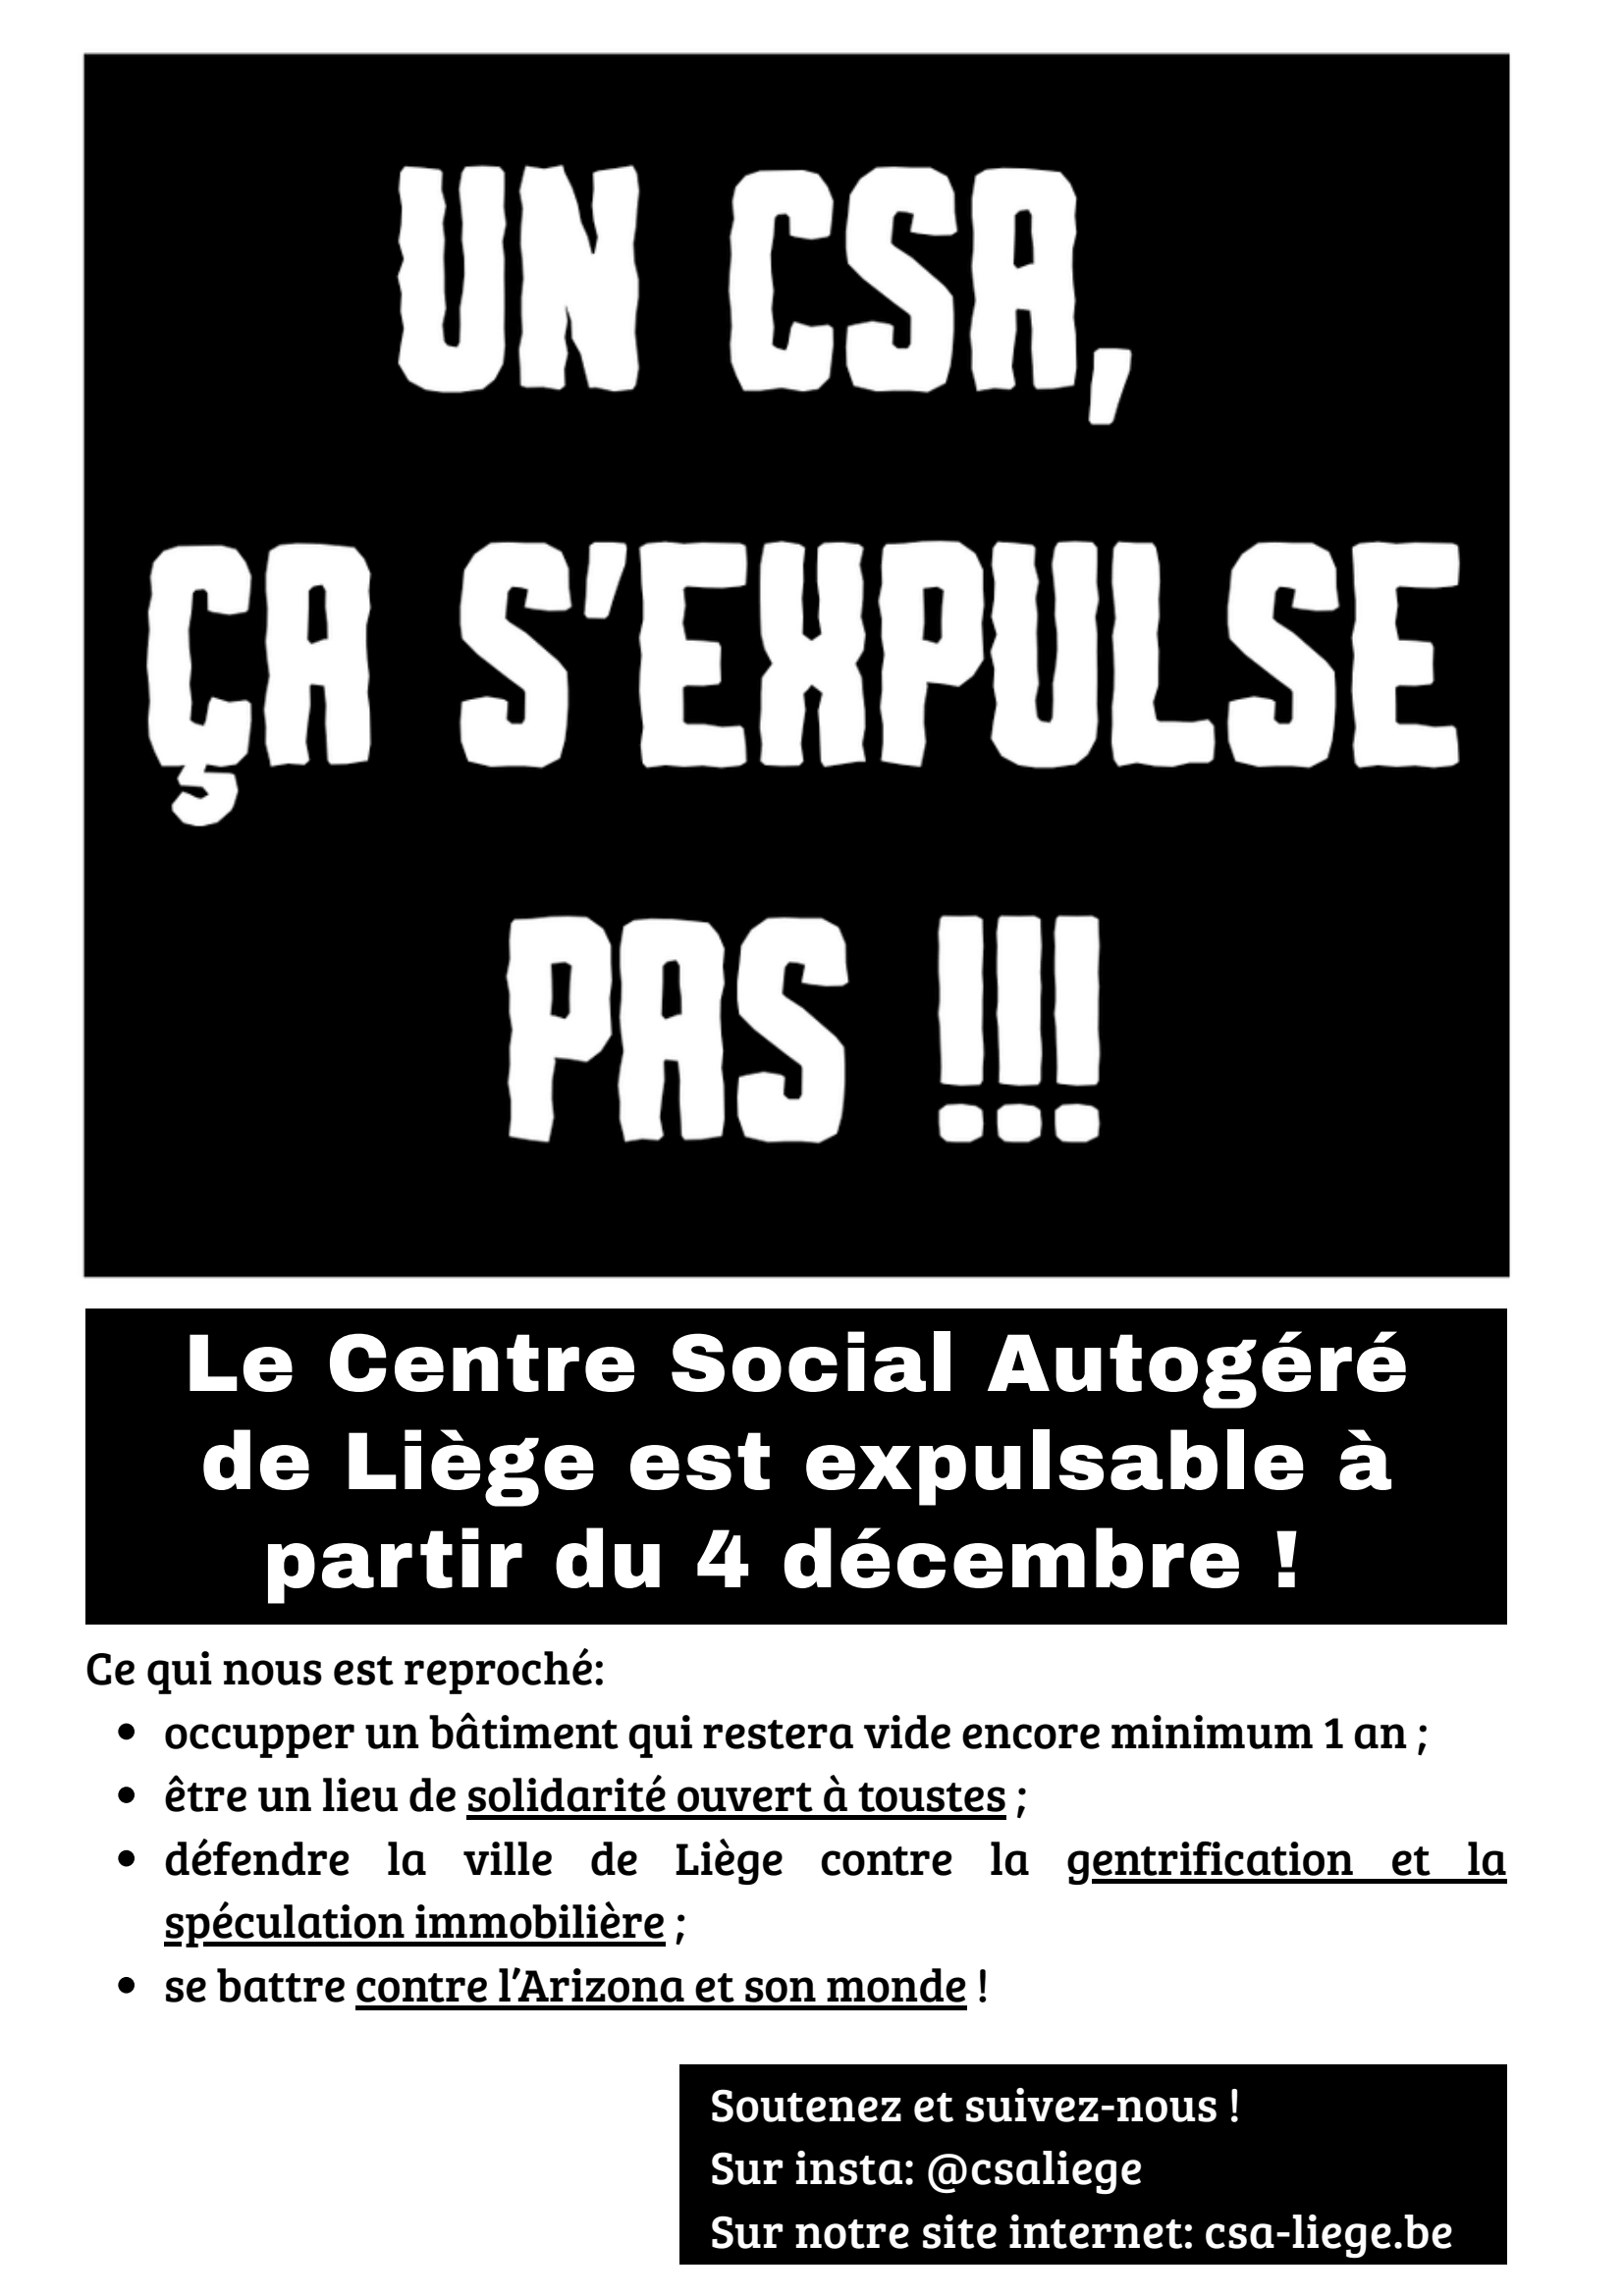 UN CSA,
ÇA S'EXPULSE
PAS !!!
Le Centre Social Autogéré
de Liège est expulsable à
partir du 4 décembre !
Ce qui nous est reproché:
• occupper un bâtiment qui restera vide encore minimum 1 an ;
• être un lieu de solidarité ouvert à toustes ;
• défendre la ville de Liège contre la gentrification et la
spéculation immobilière ;
• se battre contre l'Arizona et son monde !
Soutenez et suivez-nous !
Sur insta: @csaliege
Sur notre site internet: csa-liege.be